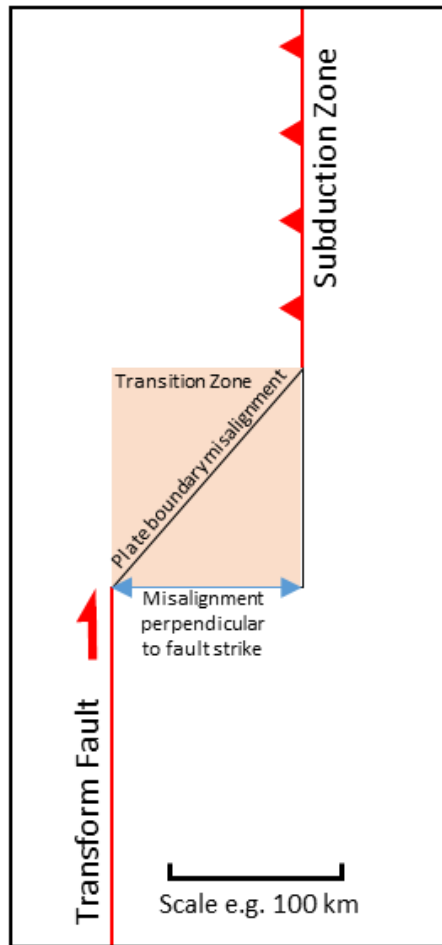 Subduction Zone
Transition Zone
Plate boundary misalignment
Misalignment
perpendicular
to fault strike
Transform Fault
Scale e.g. 100 km